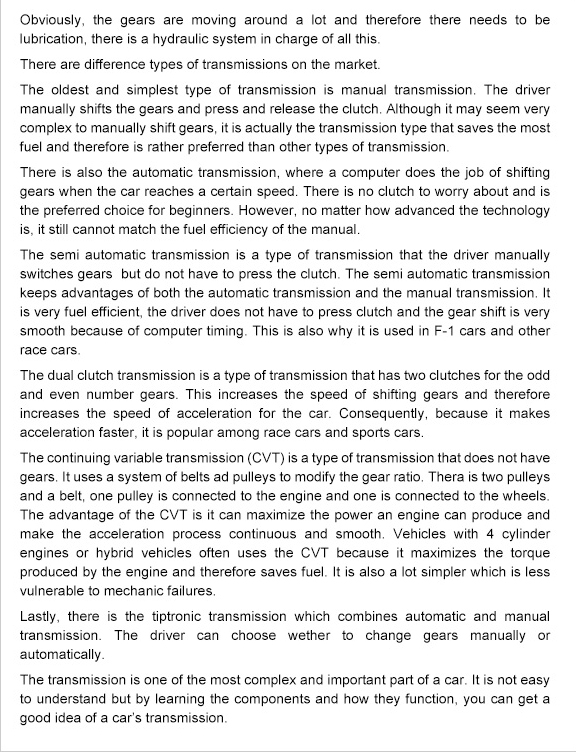 Obviously, the gears are moving around a lot and therefore there needs to be
lubrication, there is a hydraulic system in charge of all this.
There are difference types of transmissions on the market.
The oldest and simplest type of transmission is manual transmission. The driver
manually shifts the gears and press and release the clutch. Although it may seem very
complex to manually shift gears, it is actually the transmission type that saves the most
fuel and therefore is rather preferred than other types of transmission.
There is also the automatic transmission, where a computer does the job of shifting
gears when the car reaches a certain speed. There is no clutch to worry about and is
the preferred choice for beginners. However, no matter how advanced the technology
is, it still cannot match the fuel efficiency of the manual.
The semi automatic transmission is a type of transmission that the driver manually
switches gears  but do not have to press the clutch. The semi automatic transmission
keeps advantages of both the automatic transmission and the manual transmission. It
is very fuel efficient, the driver does not have to press clutch and the gear shift is very
smooth because of computer timing. This is also why it is used in F-1 cars and other
race cars.
The dual clutch transmission is a type of transmission that has two clutches for the odd
and even number gears. This increases the speed of shifting gears and therefore
increases the speed of acceleration for the car. Consequently, because it makes
acceleration faster, it is popular among race cars and sports cars.
The continuing variable transmission (CVT) is a type of transmission that does not have
gears. It uses a system of belts ad pulleys to modify the gear ratio. Thera is two pulleys
and a belt, one pulley is connected to the engine and one is connected to the wheels.
The advantage of the CVT is it can maximize the power an engine can produce and
make the acceleration process continuous and smooth. Vehicles with 4 cylinder
engines or hybrid vehicles often uses the CVT because it maximizes the torque
produced by the engine and therefore saves fuel. It is also a lot simpler which is less
vulnerable to mechanic failures.
Lastly, there is the tiptronic transmission which combines automatic and manual
transmission. The driver can choose wether to change gears manually or
automatically.
The transmission is one of the most complex and important part of a car. It is not easy
to understand but by learning the components and how they function, you can get a
good idea of a car's transmission.